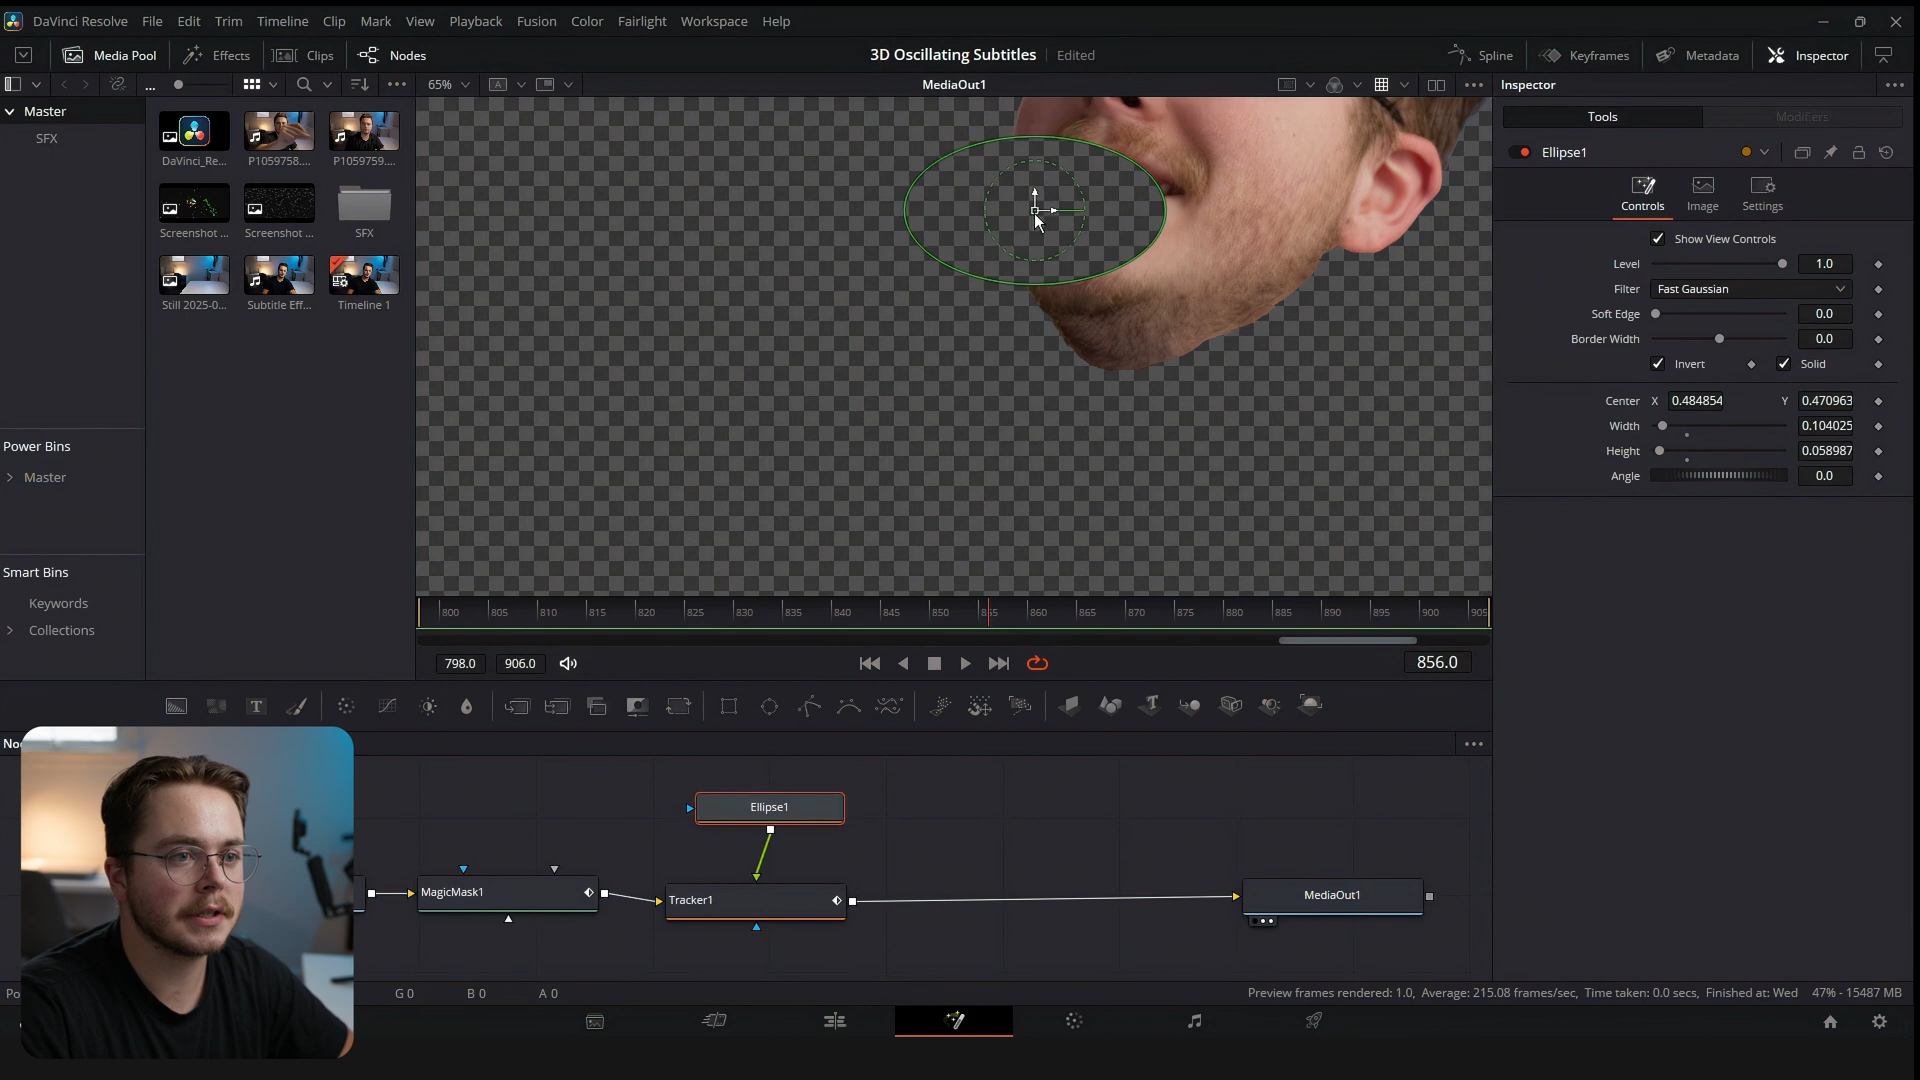 DaVinci Resolve File Edit Trim Timeline Clip Mark View Playback Fusion Color Fairlight Workspace Help
Media Pool Effects Clips Nodes 3D Oscillating Subtitles Edited Spline Keyframes Metadata Inspector
65% MediaOut1 Inspector
Master
SFX
DaVinci_Re... P1059758.... P1059759....
Screenshot ... Screenshot ... SFX
Still 2025-0... Subtitle Eff... Timeline 1
Power Bins
Master
Smart Bins
Keywords
Collections
Tools Modifiers
Ellipse1
Controls Image Settings
Show View Controls
Level 1.0
Filter Fast Gaussian
Soft Edge 0.0
Border Width 0.0
Invert Solid
Center X 0.484854 Y 0.470963
Width 0.104025
Height 0.058987
Angle 0.0
800 805 810 815 820 825 830 835 840 845 850 860 865 870 875 880 885 890 895 900 905
798.0 906.0 856.0
Ellipse1
MagicMask1 Tracker1 MediaOut1
G 0 B 0 A 0 Preview frames rendered: 1.0, Average: 215.08 frames/sec, Time taken: 0.0 secs, Finished at: Wed 47% - 15487 MB